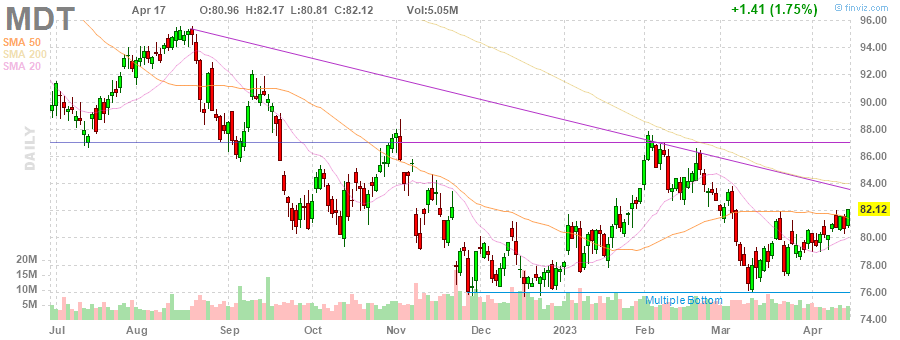 MDT Apr 17 O:80.96 H:82.17 L:80.81 C:82.12 Vol:5.05M +1.41 (1.75%) © finviz.com
SMA 50
SMA 200
SMA 20
DAILY
96.00
94.00
92.00
90.00
88.00
86.00
84.00
82.12
80.00
78.00
76.00
74.00
20M
15M
10M
5M
Multiple Bottom
Jul Aug Sep Oct Nov Dec 2023 Feb Mar Apr